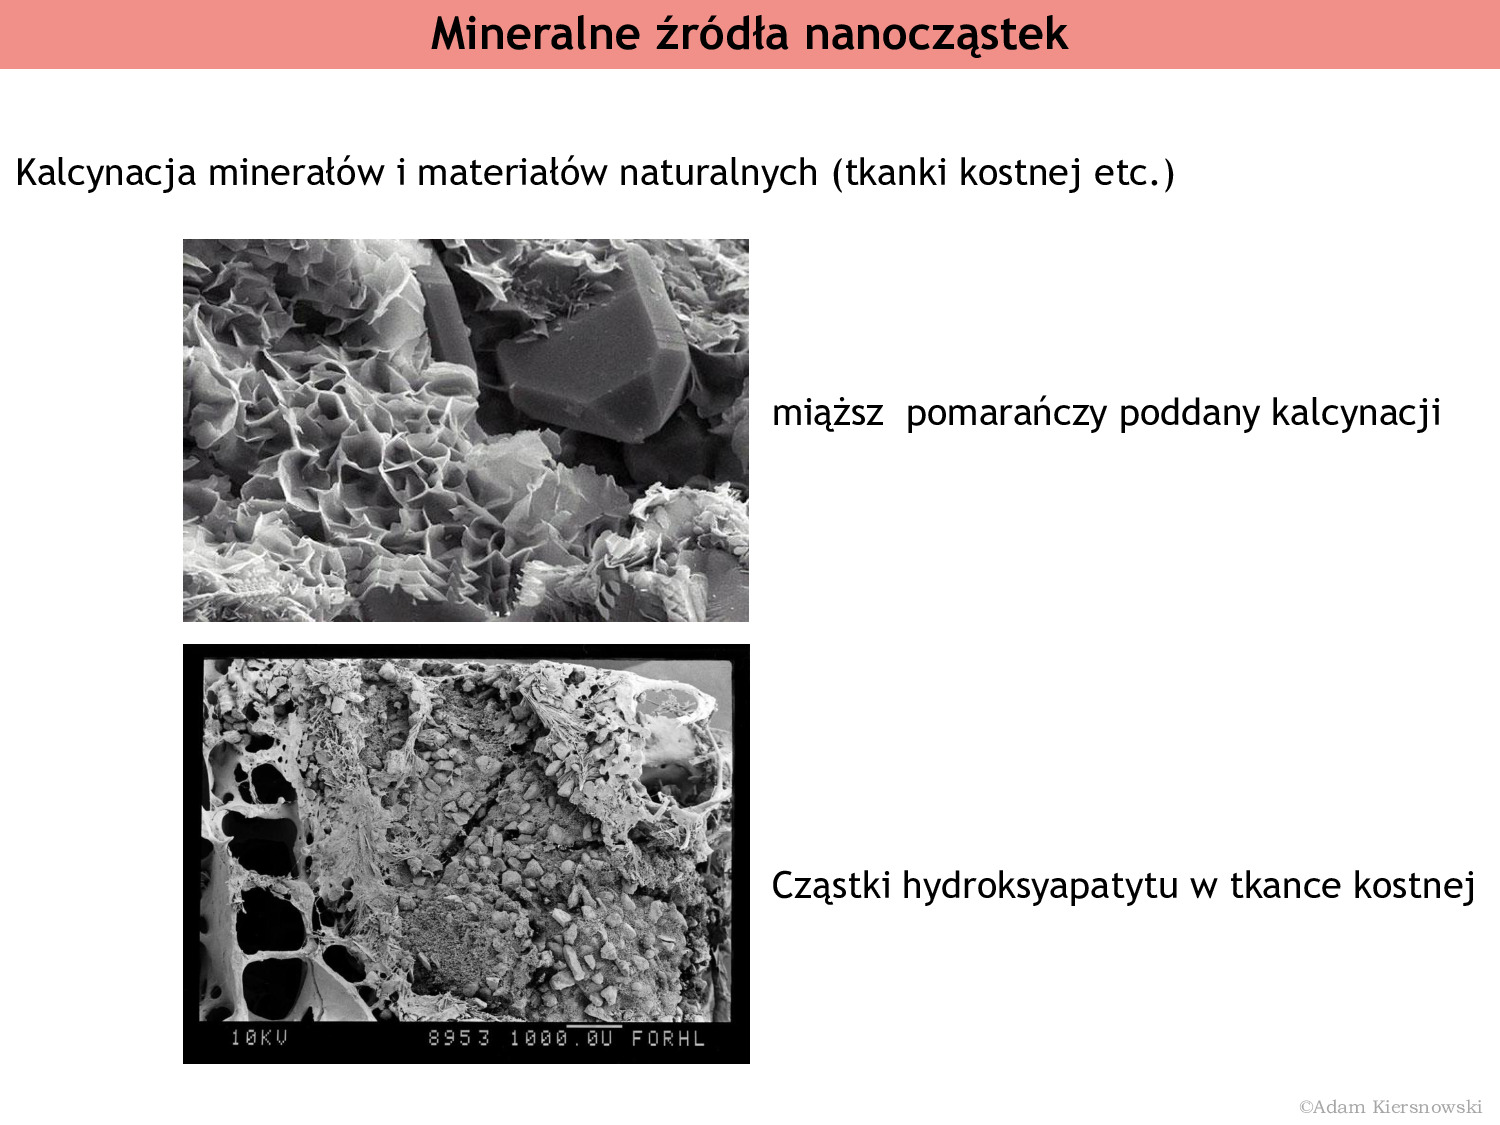 Mineralne źródła nanocząstek
Kalcynacja minerałów i materiałów naturalnych (tkanki kostnej etc.)
miąższ pomarańczy poddany kalcynacji
Cząstki hydroksyapatytu w tkance kostnej
10KV 8953 1000.0U FORHL
©Adam Kiersnowski